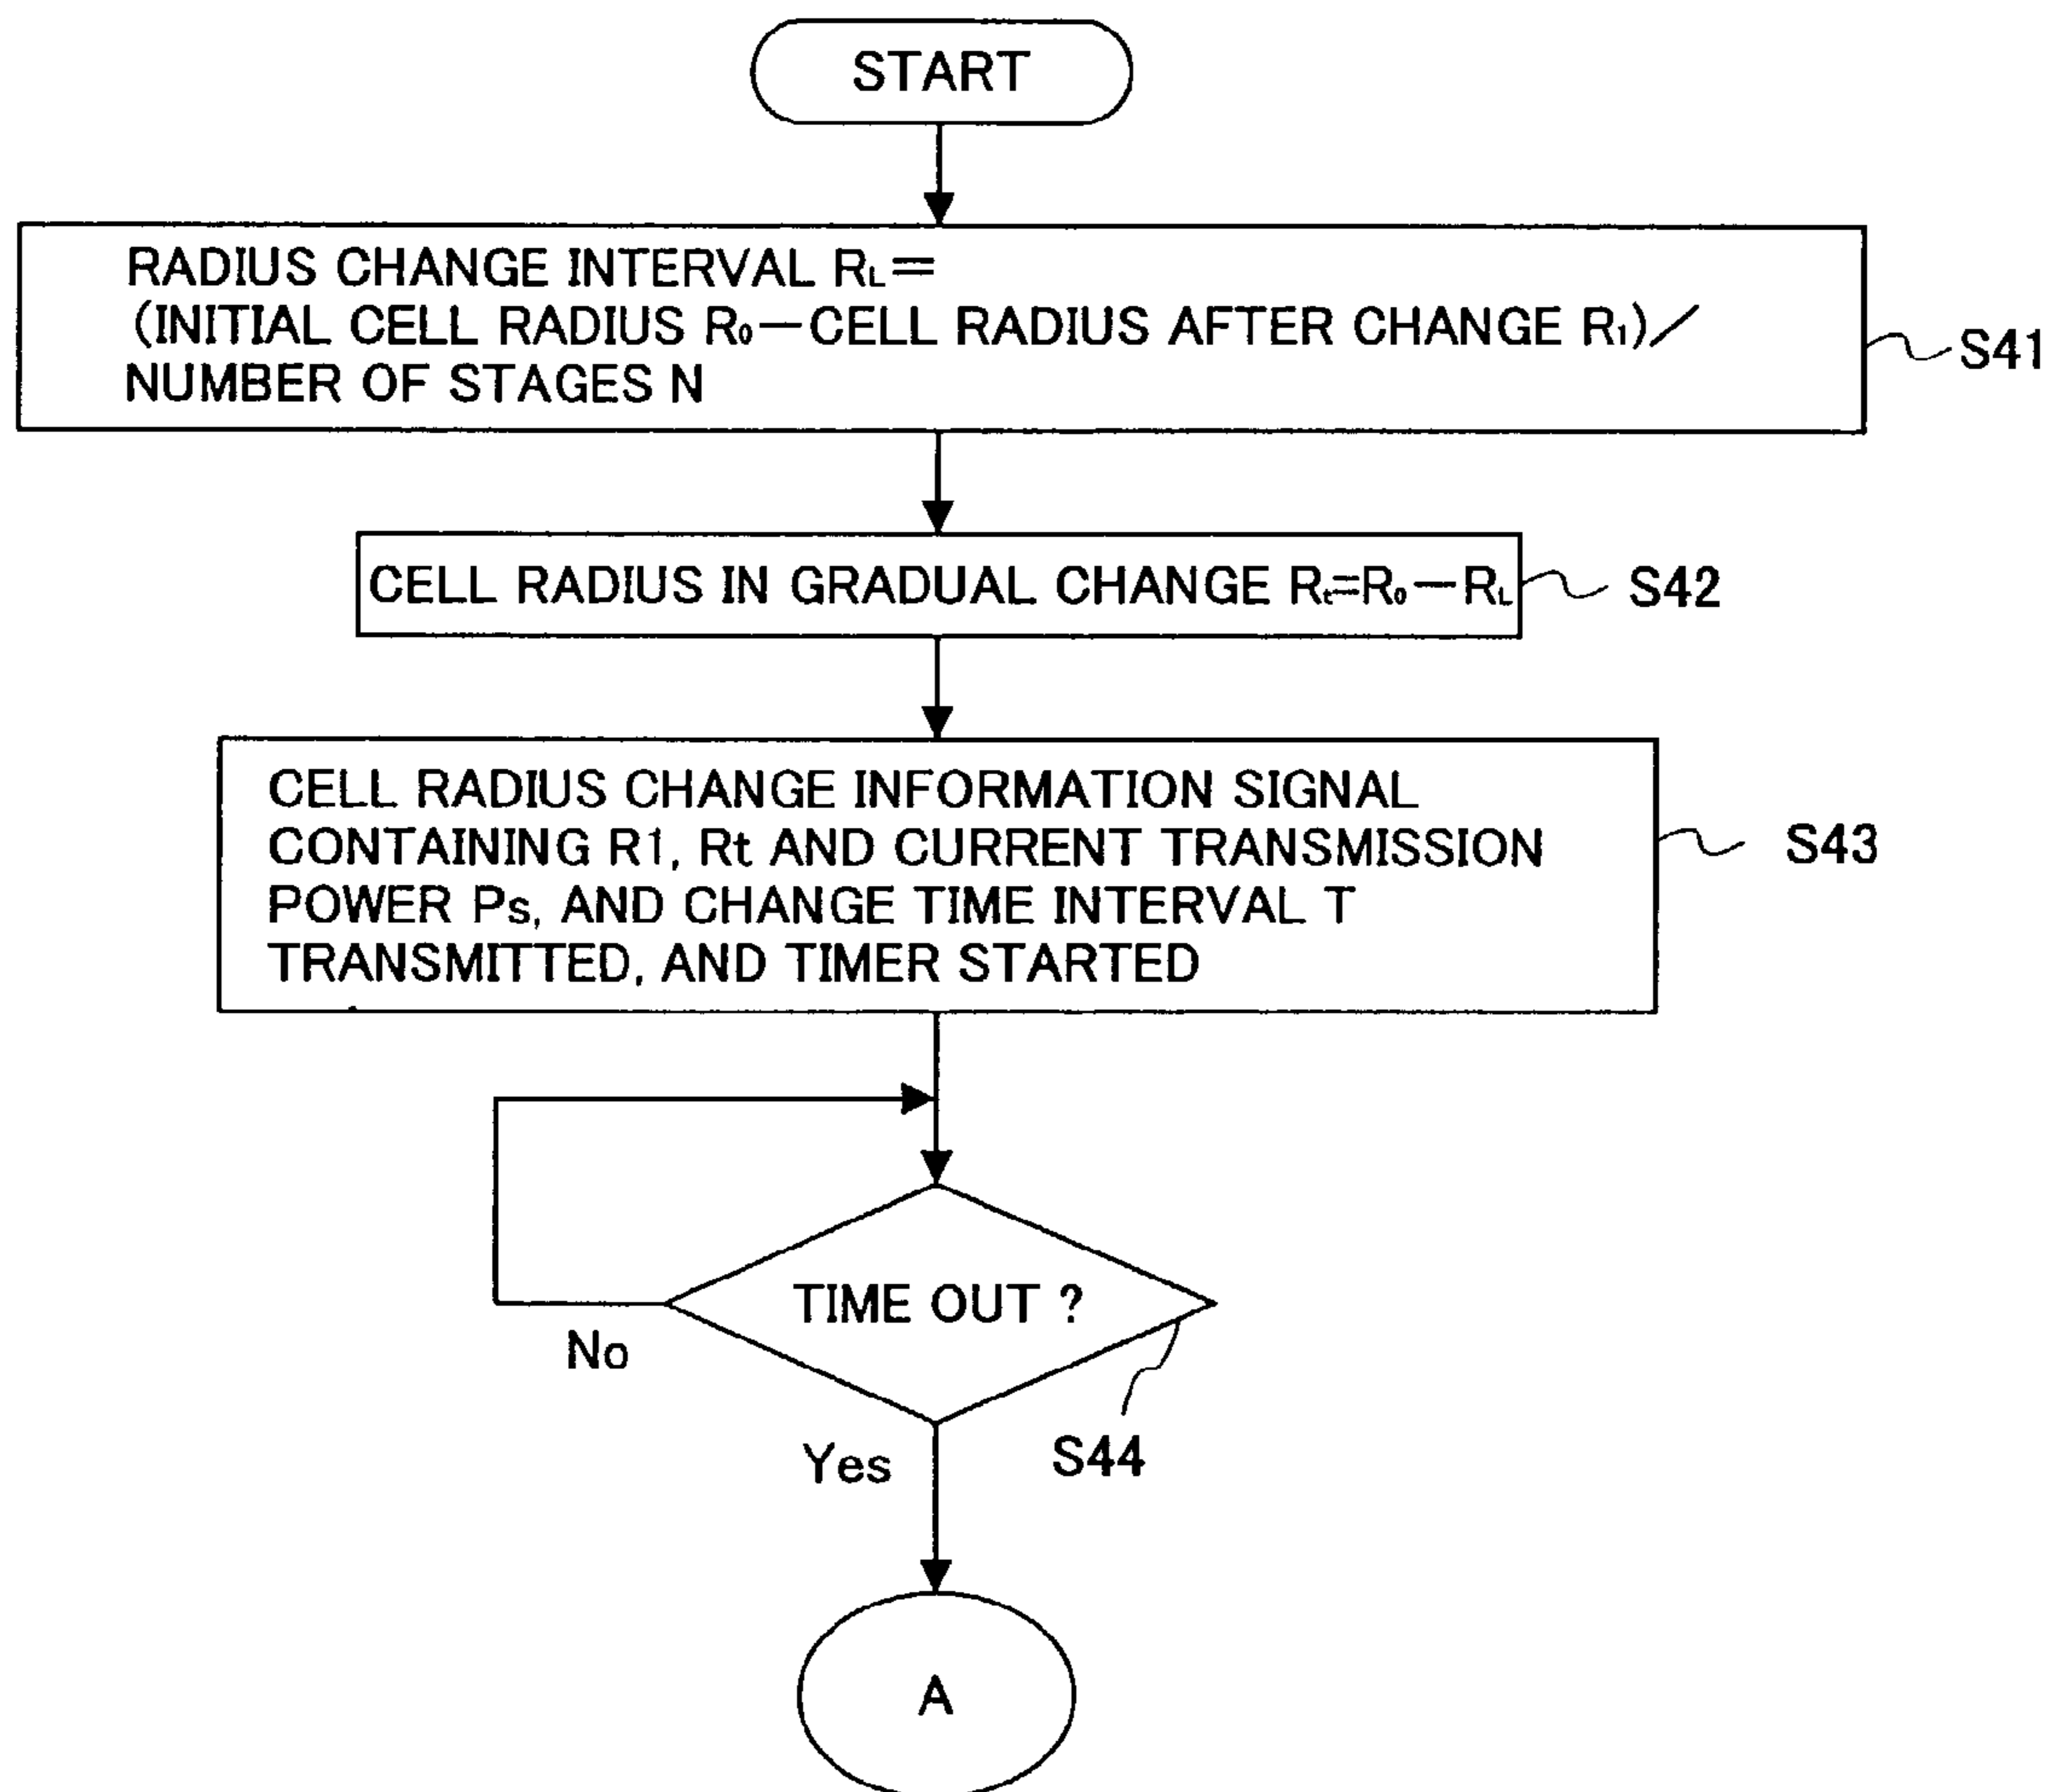 START
RADIUS CHANGE INTERVAL RL=
(INITIAL CELL RADIUS R0—CELL RADIUS AFTER CHANGE R1)/
NUMBER OF STAGES N
S41
CELL RADIUS IN GRADUAL CHANGE Rt=R0—RL
S42
CELL RADIUS CHANGE INFORMATION SIGNAL
CONTAINING R1, Rt AND CURRENT TRANSMISSION
POWER Ps, AND CHANGE TIME INTERVAL T
TRANSMITTED, AND TIMER STARTED
S43
TIME OUT ?
No
S44
Yes
A